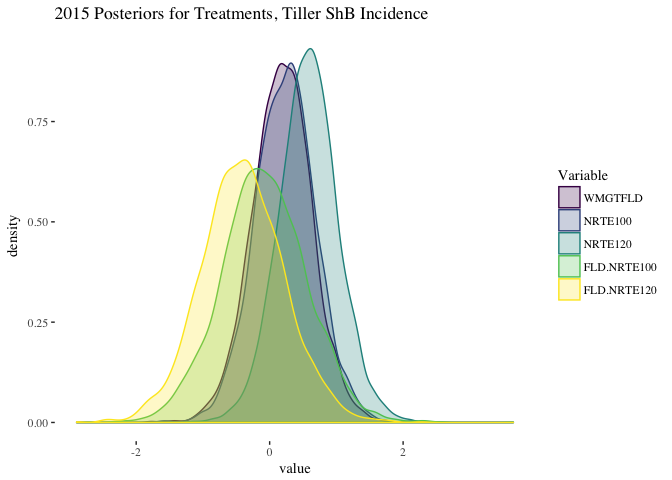 2015 Posteriors for Treatments, Tiller ShB Incidence
density
0.75
0.50
0.25
0.00
-2
0
2
value
Variable
WMGTFLD
NRTE100
NRTE120
FLD.NRTE100
FLD.NRTE120